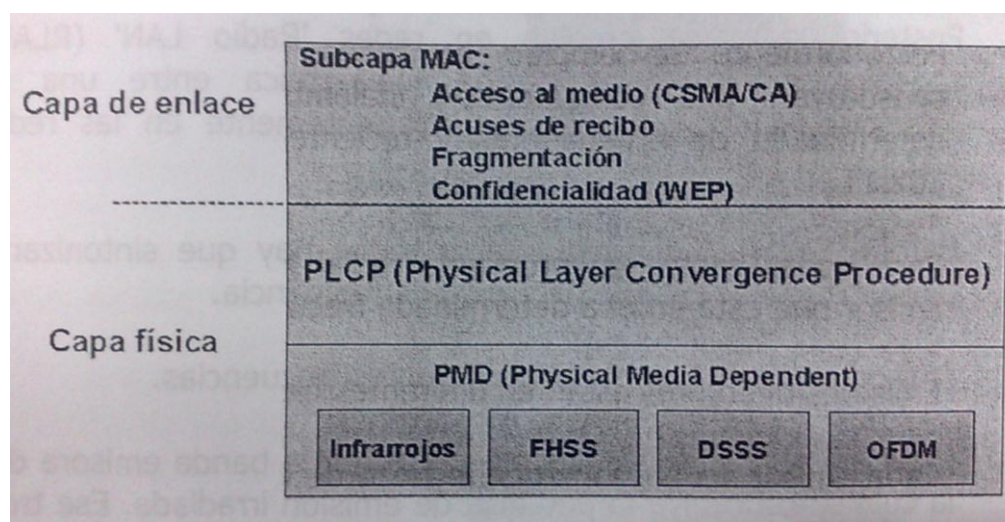 Subcapa MAC:
Capa de enlace
Acceso al medio (CSMA/CA)
Acuses de recibo
Fragmentación
Confidencialidad (WEP)
PLCP (Physical Layer Convergence Procedure)
Capa física
PMD (Physical Media Dependent)
Infrarrojos FHSS DSSS OFDM